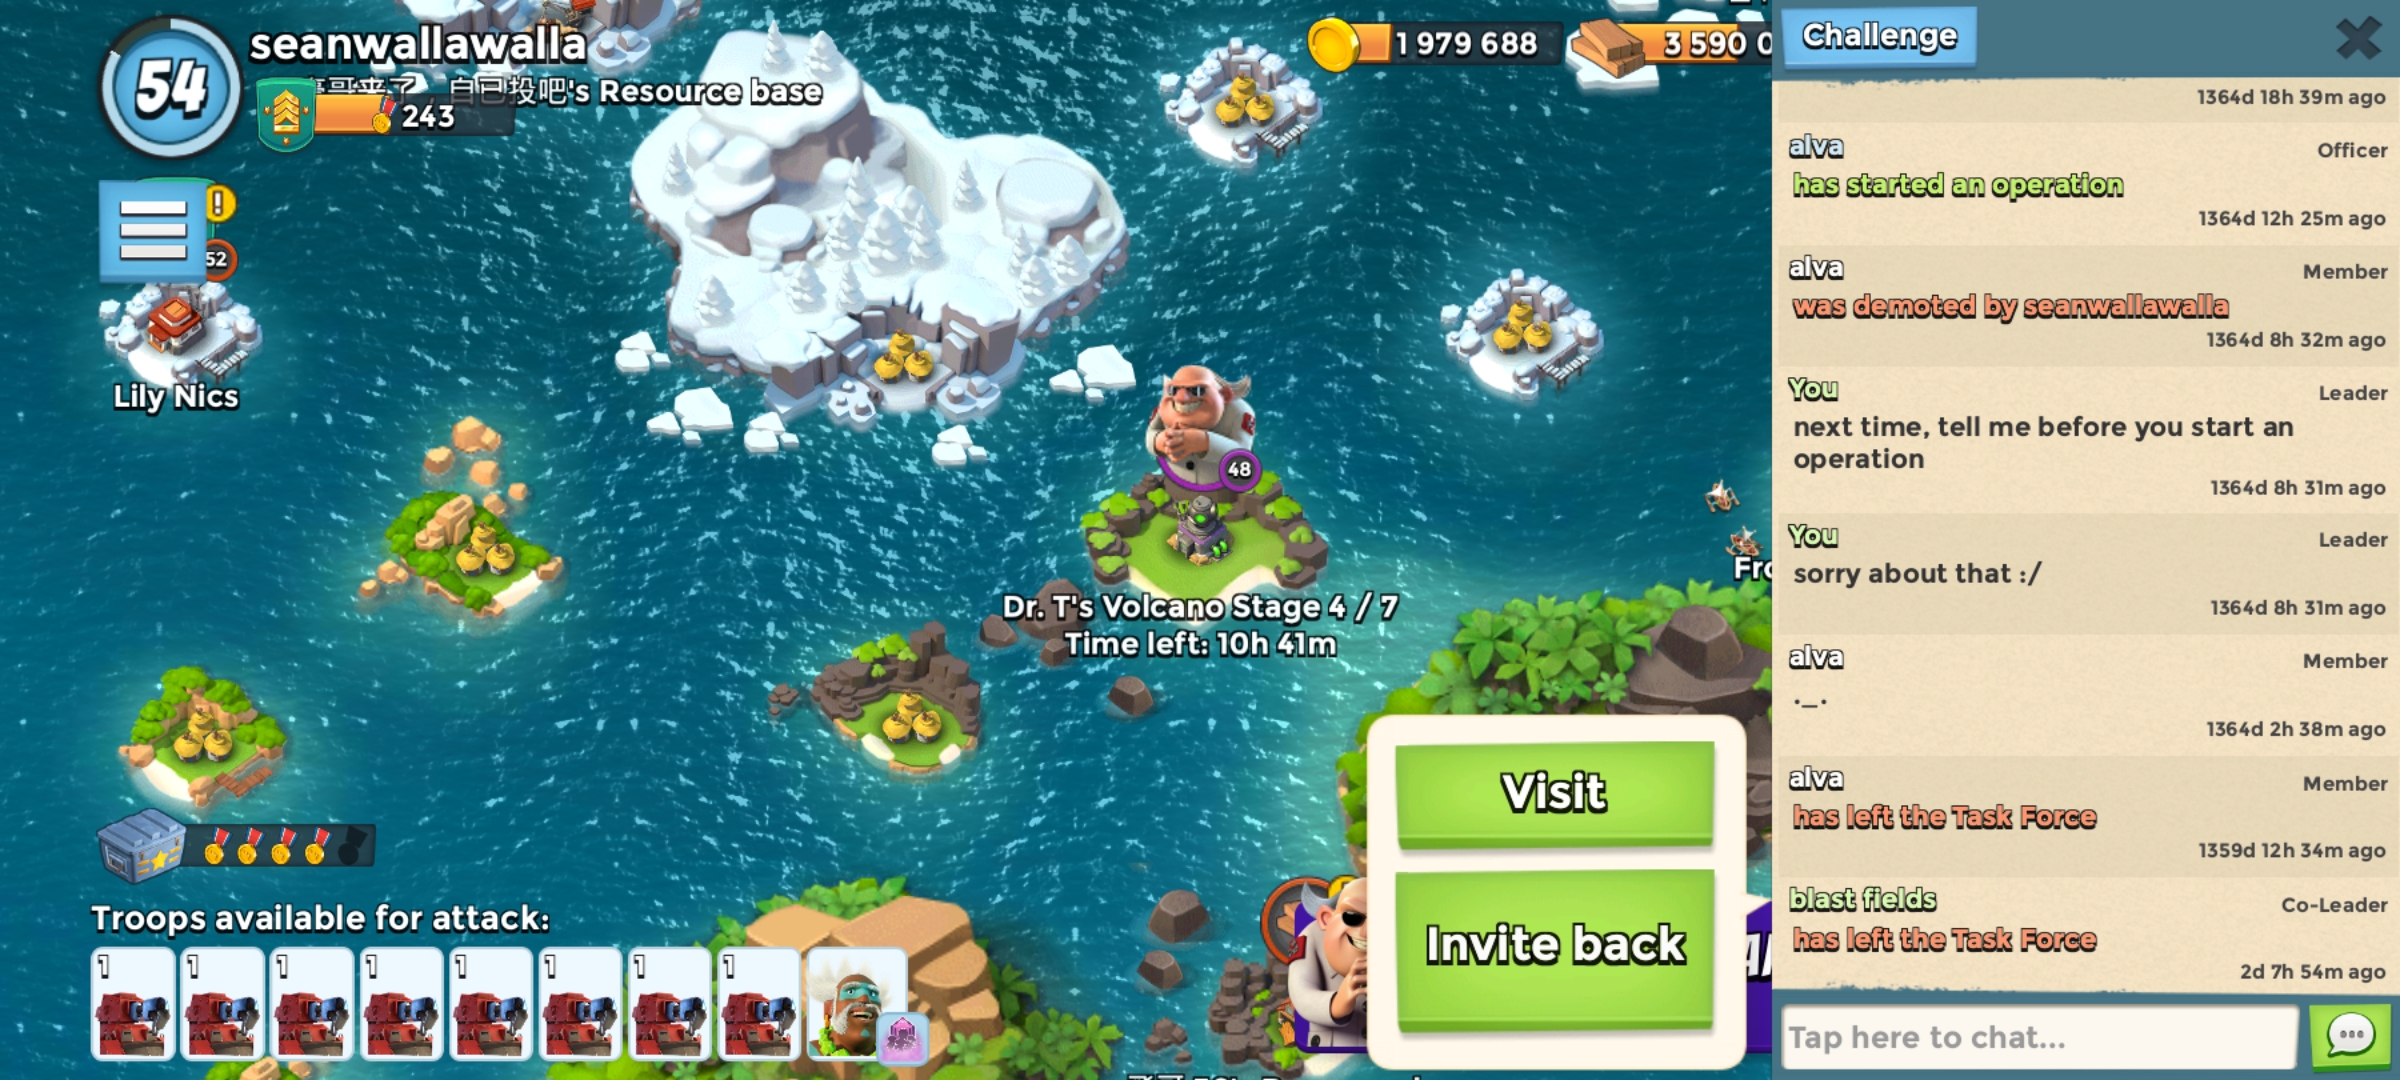 54
seanwallawalla
哥来了，自已投吧's Resource base
243
1 979 688
3 590 0
!
52
Lily Nics
48
Dr. T's Volcano Stage 4 / 7
Time left: 10h 41m
Troops available for attack:
1
1
1
1
1
1
1
1
Visit
Invite back
Challenge
1364d 18h 39m ago
alva
Officer
has started an operation
1364d 12h 25m ago
alva
Member
was demoted by seanwallawalla
1364d 8h 32m ago
You
Leader
next time, tell me before you start an
operation
1364d 8h 31m ago
You
Leader
sorry about that :/
1364d 8h 31m ago
alva
Member
._.
1364d 2h 38m ago
alva
Member
has left the Task Force
1359d 12h 34m ago
blast fields
Co-Leader
has left the Task Force
2d 7h 54m ago
Tap here to chat...